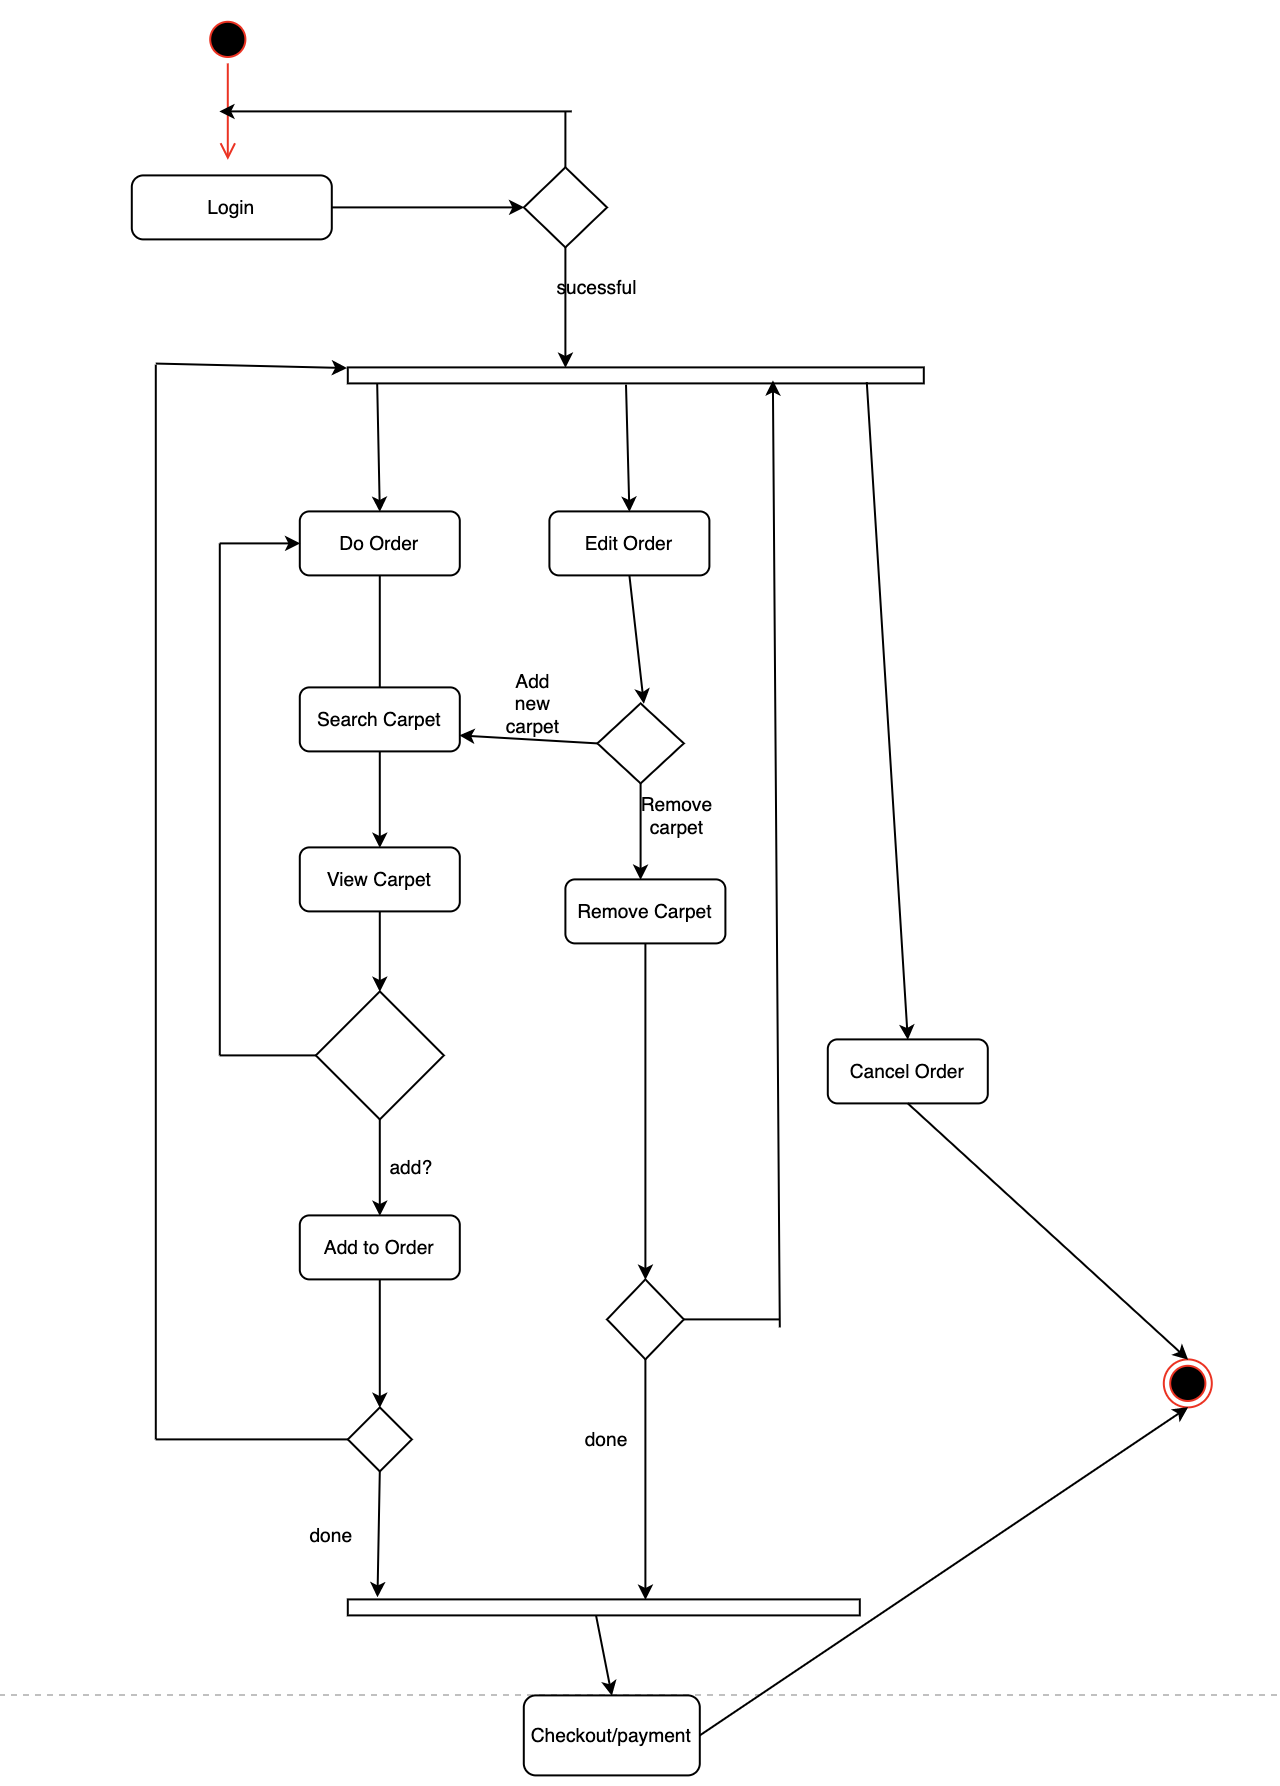 Login
sucessful
Do Order
Edit Order
Add
new
carpet
Search Carpet
Remove
carpet
View Carpet
Remove Carpet
Cancel Order
add?
Add to Order
done
done
Checkout/payment